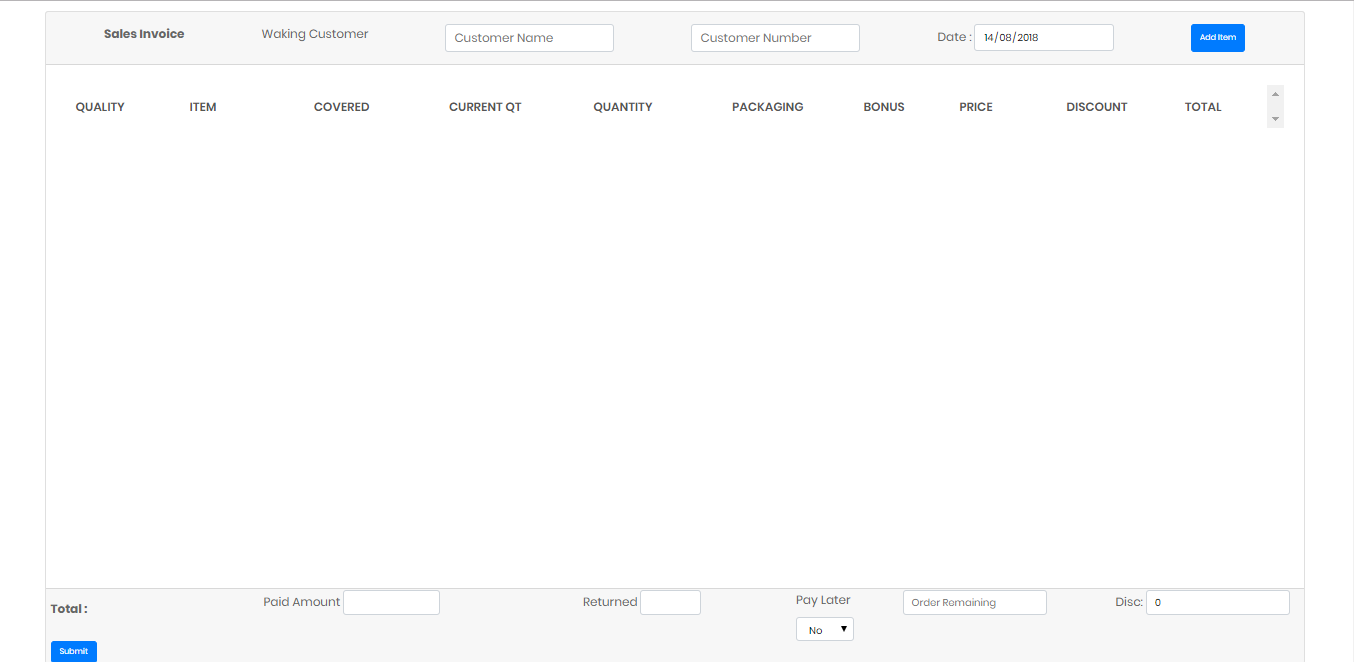 Sales Invoice Waking Customer Customer Name Customer Number Date : 14/08/2018 Add Item
QUALITY ITEM COVERED CURRENT QT QUANTITY PACKAGING BONUS PRICE DISCOUNT TOTAL
Total : Paid Amount Returned Pay Later Order Remaining Disc: 0
No
Submit